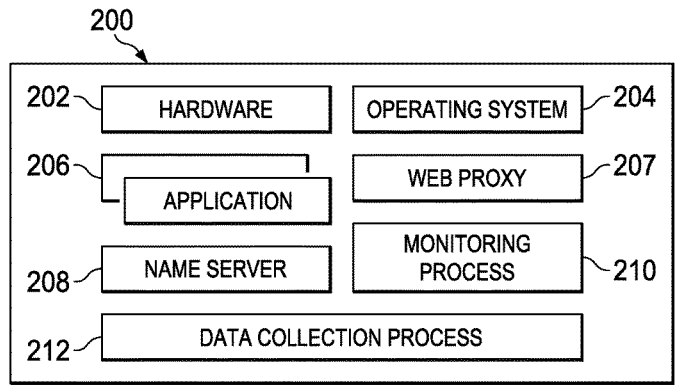 200
202 HARDWARE OPERATING SYSTEM 204
206 APPLICATION WEB PROXY 207
208 NAME SERVER MONITORING
PROCESS 210
212 DATA COLLECTION PROCESS